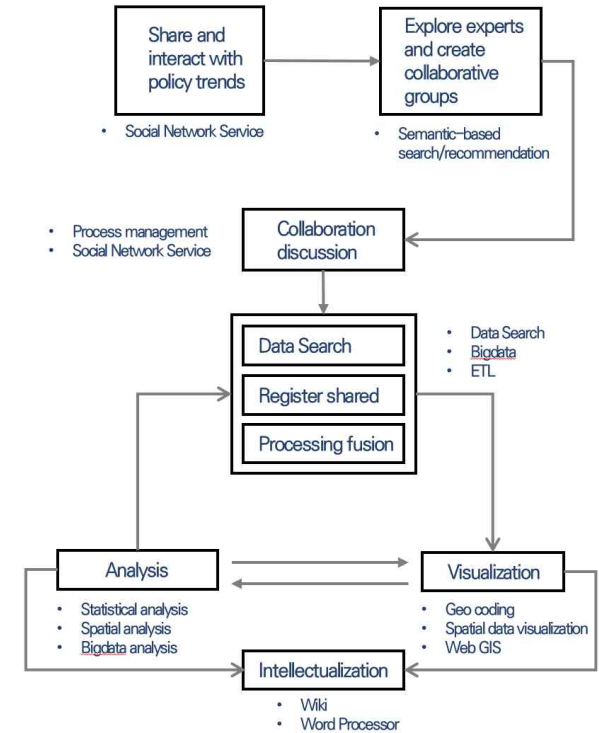 Share and
interact with
policy trends
Explore experts
and create
collaborative
groups
• Social Network Service
• Semantic-based
search/recommendation
• Process management
• Social Network Service
Collaboration
discussion
Data Search
Register shared
Processing fusion
• Data Search
• Bigdata
• ETL
Analysis
Visualization
• Statistical analysis
• Spatial analysis
• Bigdata analysis
• Geo coding
• Spatial data visualization
• Web GIS
Intellectualization
• Wiki
• Word Processor